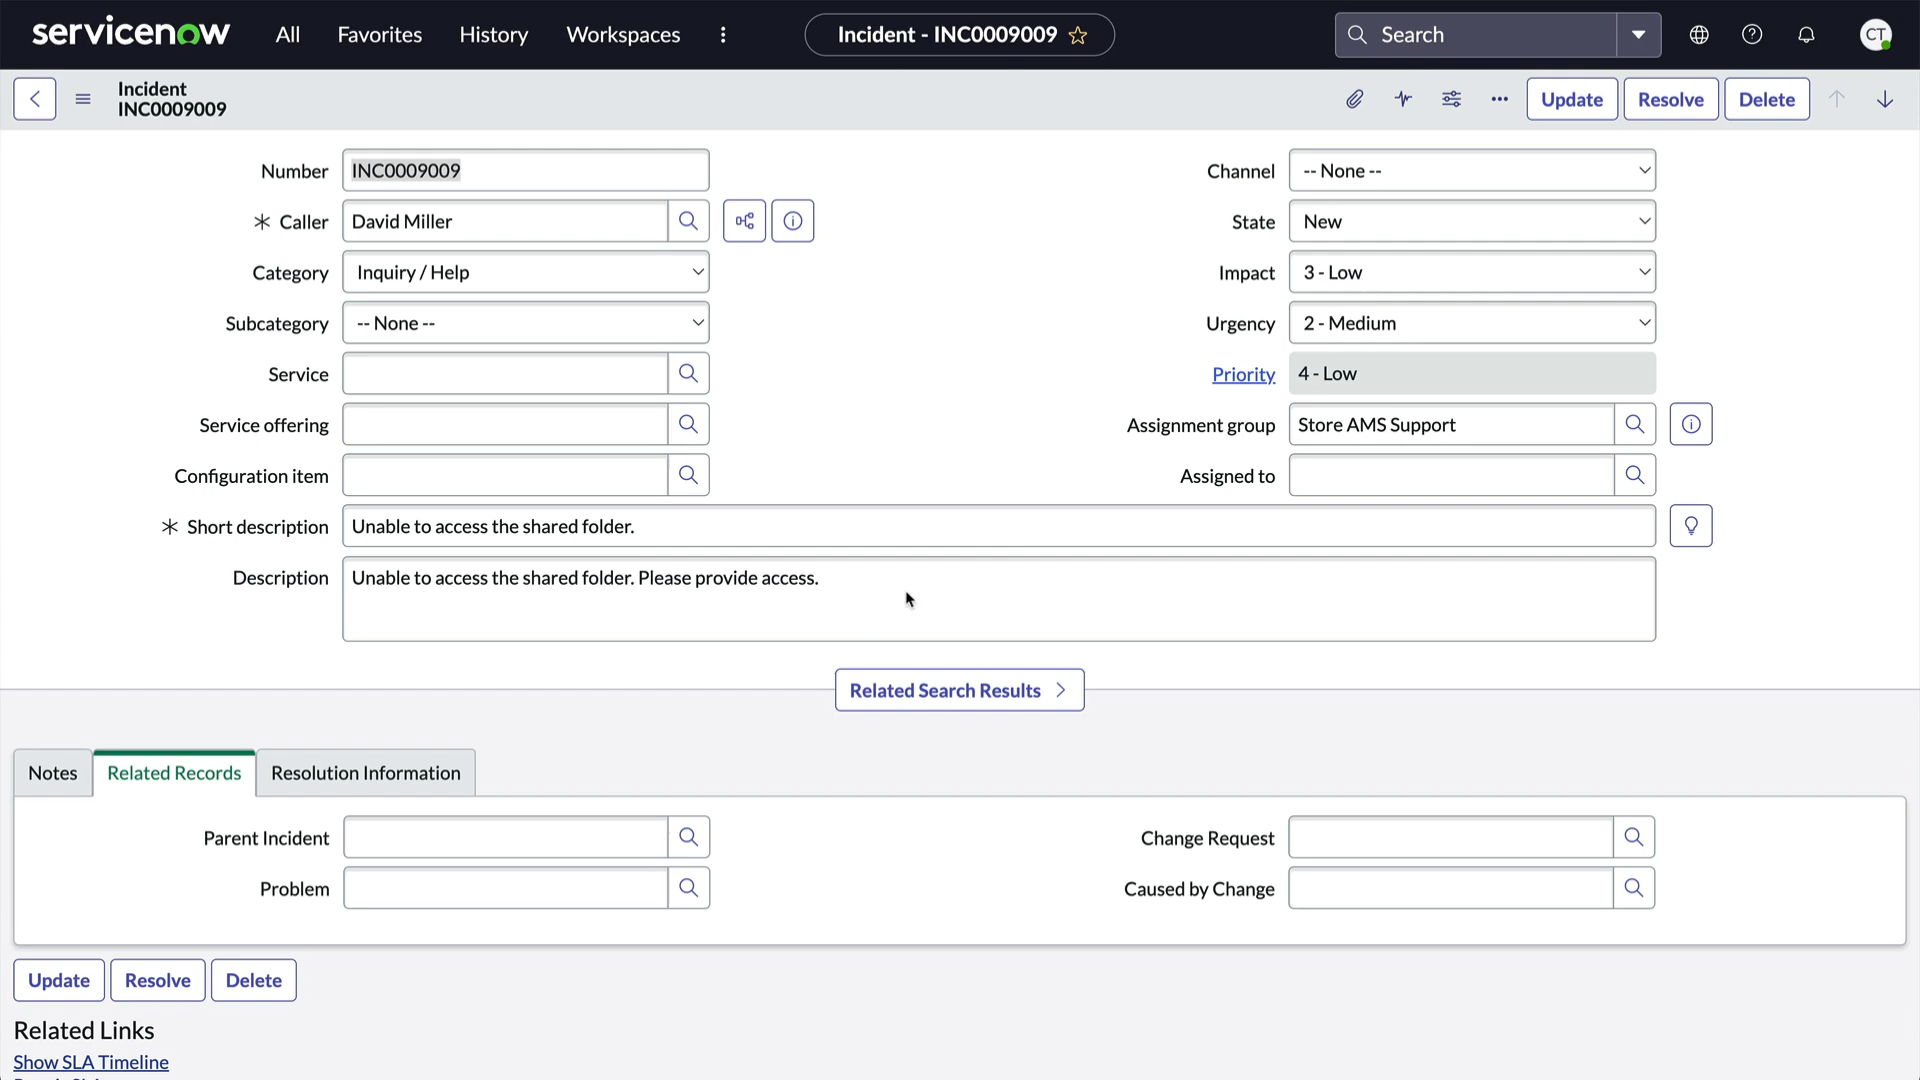 servicenow All Favorites History Workspaces Incident - INC0009009 Search CT
Incident
INC0009009
Update Resolve Delete
Number INC0009009 Channel -- None --
Caller David Miller State New
Category Inquiry / Help Impact 3 - Low
Subcategory -- None -- Urgency 2 - Medium
Service Priority 4 - Low
Service offering Assignment group Store AMS Support
Configuration item Assigned to
Short description Unable to access the shared folder.
Description Unable to access the shared folder. Please provide access.
Related Search Results
Notes Related Records Resolution Information
Parent Incident Change Request
Problem Caused by Change
Update Resolve Delete
Related Links
Show SLA Timeline